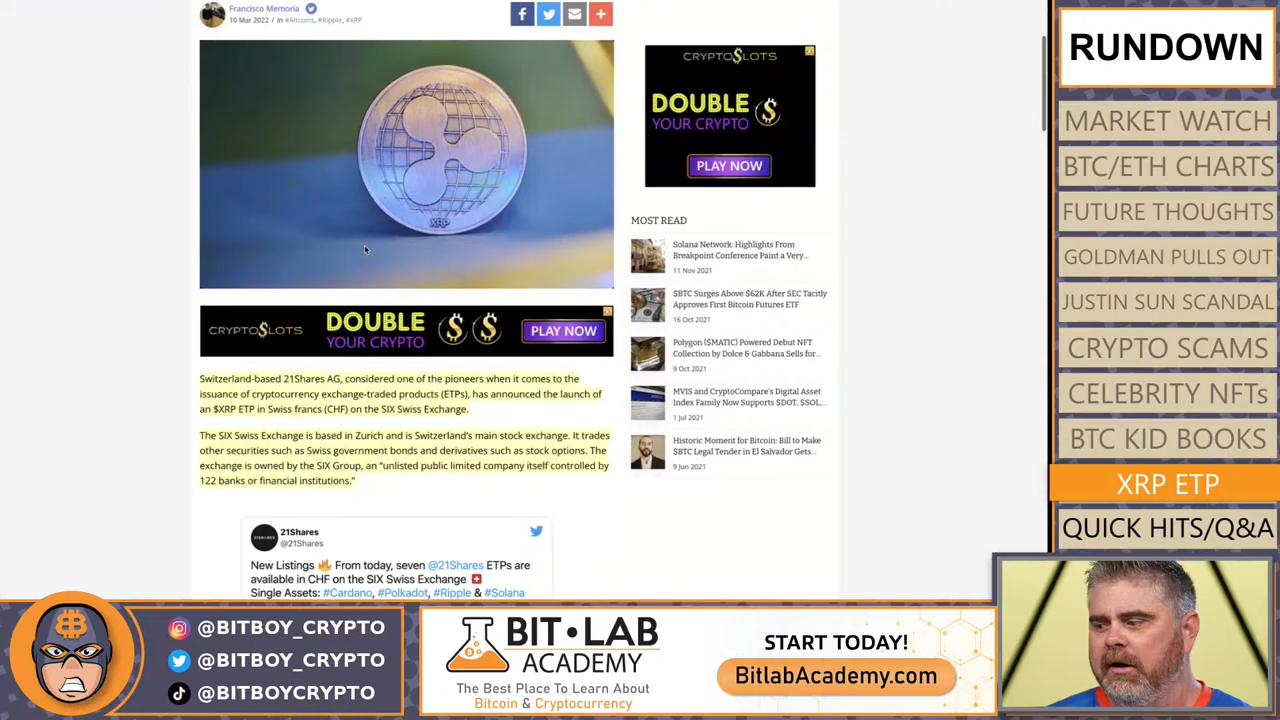 Francisco Memoria
10 Mar 2022 / In #Altcoins, #Ripple, #XRP
XRP
CRYPTO$LOTS
DOUBLE
YOUR CRYPTO
PLAY NOW
MOST READ
Solana Network: Highlights From
Breakpoint Conference Paint a Very...
11 Nov 2021
$BTC Surges Above $62K After SEC Tacitly
Approves First Bitcoin Futures ETF
16 Oct 2021
Polygon ($MATIC) Powered Debut NFT
Collection by Dolce & Gabbana Sells for...
9 Oct 2021
MVIS and CryptoCompare's Digital Asset
Index Family Now Supports $DOT, $SOL,...
1 Jul 2021
Historic Moment for Bitcoin: Bill to Make
$BTC Legal Tender in El Salvador Gets...
9 Jun 2021
CRYPTO$LOTS
DOUBLE
YOUR CRYPTO
PLAY NOW
Switzerland-based 21Shares AG, considered one of the pioneers when it comes to the
issuance of cryptocurrency exchange-traded products (ETPs), has announced the launch of
an $XRP ETP in Swiss francs (CHF) on the SIX Swiss Exchange.
The SIX Swiss Exchange is based in Zurich and is Switzerland's main stock exchange. It trades
other securities such as Swiss government bonds and derivatives such as stock options. The
exchange is owned by the SIX Group, an “unlisted public limited company itself controlled by
122 banks or financial institutions.”
21Shares
@21Shares
New Listings 🔥 From today, seven @21Shares ETPs are
available in CHF on the SIX Swiss Exchange 🇨🇭
Single Assets: #Cardano, #Polkadot, #Ripple & #Solana
RUNDOWN
MARKET WATCH
BTC/ETH CHARTS
FUTURE THOUGHTS
GOLDMAN PULLS OUT
JUSTIN SUN SCANDAL
CRYPTO SCAMS
CELEBRITY NFTs
BTC KID BOOKS
XRP ETP
QUICK HITS/Q&A
@BITBOY_CRYPTO
@BITBOY_CRYPTO
@BITBOYCRYPTO
BIT•LAB
ACADEMY
The Best Place To Learn About
Bitcoin & Cryptocurrency
START TODAY!
BitlabAcademy.com